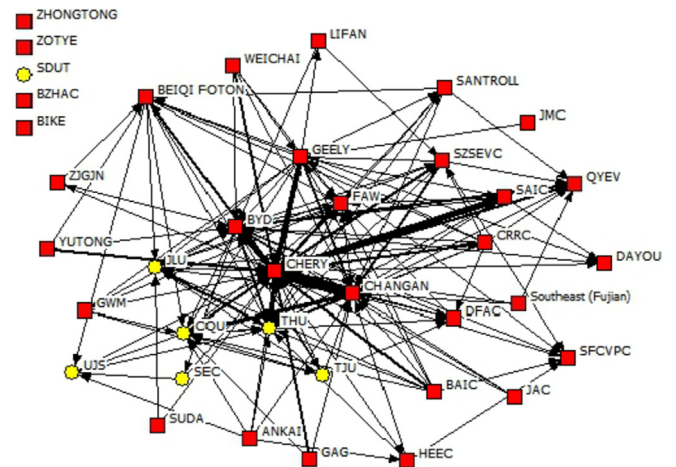 ZHONGTONG
ZOTYE
SDUT
BZHAC
BIKE
LIFAN
WEICHAI
SANTROLL
BEIQI FOTON
JMC
GEELY
SZSEVC
ZJGJN
QYEV
FAW
SAIC
BYD
CRRC
YUTONG
JLU
CHERY
DAYOU
CHANGAN
Southeast (Fujian)
GWM
CQU
THU
DFAC
UJS
SEC
TJU
SFCVPC
BAIC
JAC
SUDA
ANKAI
GAG
HEEC